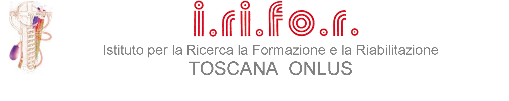 i.ri.fo.r.
Istituto per la Ricerca la Formazione e la Riabilitazione
TOSCANA ONLUS